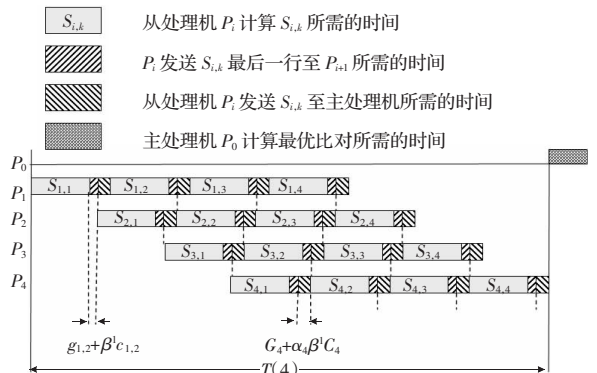 S_{i,k} 从处理机 P_i 计算 S_{i,k} 所需的时间
P_i 发送 S_{i,k} 最后一行至 P_{i+1} 所需的时间
从处理机 P_i 发送 S_{i,k} 至主处理机所需的时间
主处理机 P_0 计算最优比对所需的时间
P_0
P_1 S_{1,1} S_{1,2} S_{1,3} S_{1,4}
P_2 S_{2,1} S_{2,2} S_{2,3} S_{2,4}
P_3 S_{3,1} S_{3,2} S_{3,3} S_{3,4}
P_4 S_{4,1} S_{4,2} S_{4,3} S_{4,4}
g_{1,2}+β^1c_{1,2} G_4+α_4β^1C_4
T(4)